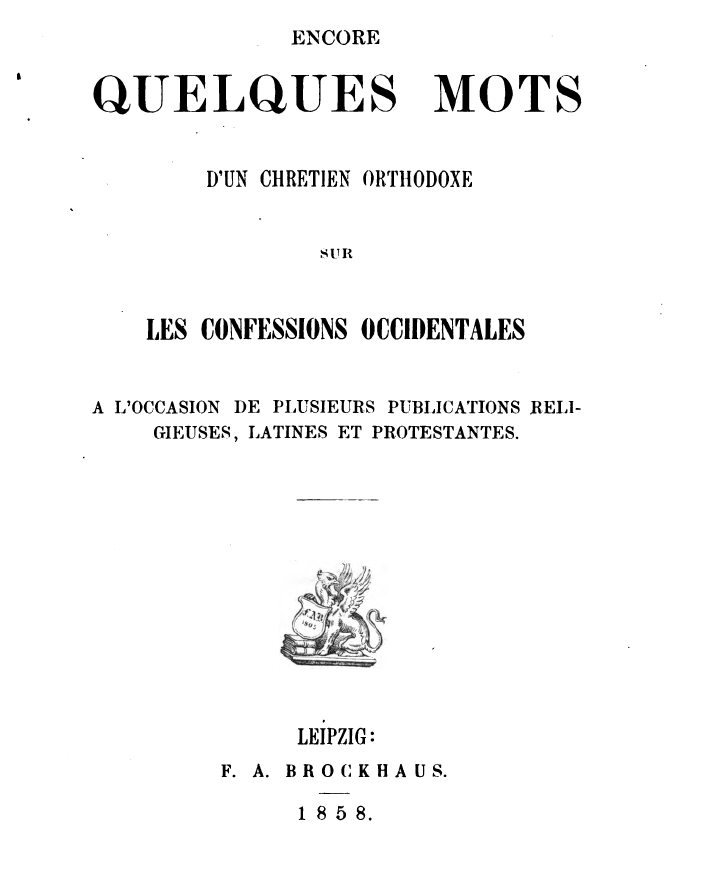 ENCORE
QUELQUES MOTS
D'UN CHRETIEN ORTHODOXE
SUR
LES CONFESSIONS OCCIDENTALES
A L'OCCASION DE PLUSIEURS PUBLICATIONS RELI-
GIEUSES, LATINES ET PROTESTANTES.
F.A.B
1805
LEIPZIG:
F. A. BROCKHAUS.
1858.